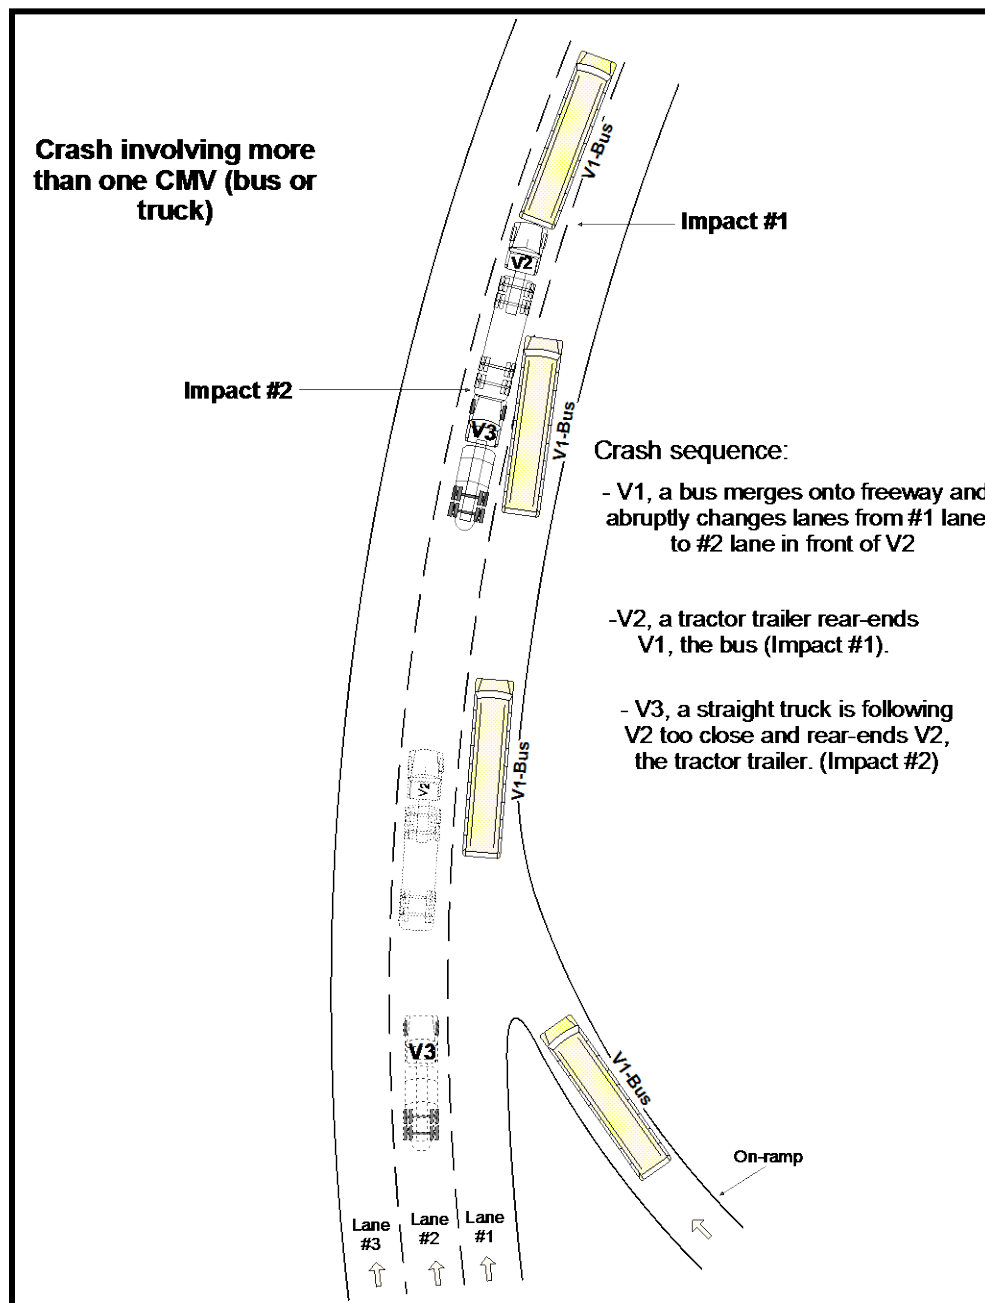 Crash involving more
than one CMV (bus or
truck)
V1-Bus
Impact #1
V2
Impact #2
V3
V1-Bus
Crash sequence:
- V1, a bus merges onto freeway and
abruptly changes lanes from #1 lane
to #2 lane in front of V2
-V2, a tractor trailer rear-ends
V1, the bus (Impact #1).
- V3, a straight truck is following
V2 too close and rear-ends V2,
the tractor trailer. (Impact #2)
V1-Bus
V2
V3
V1-Bus
On-ramp
Lane
#3
Lane
#2
Lane
#1